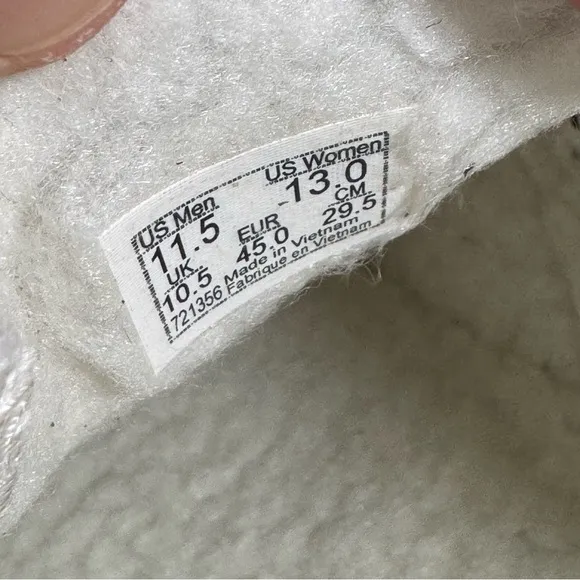 US Men US Women
11.5 13.0
UK EUR CM
10.5 45.0 29.5
721356 Made in Vietnam
Fabrique en Vietnam